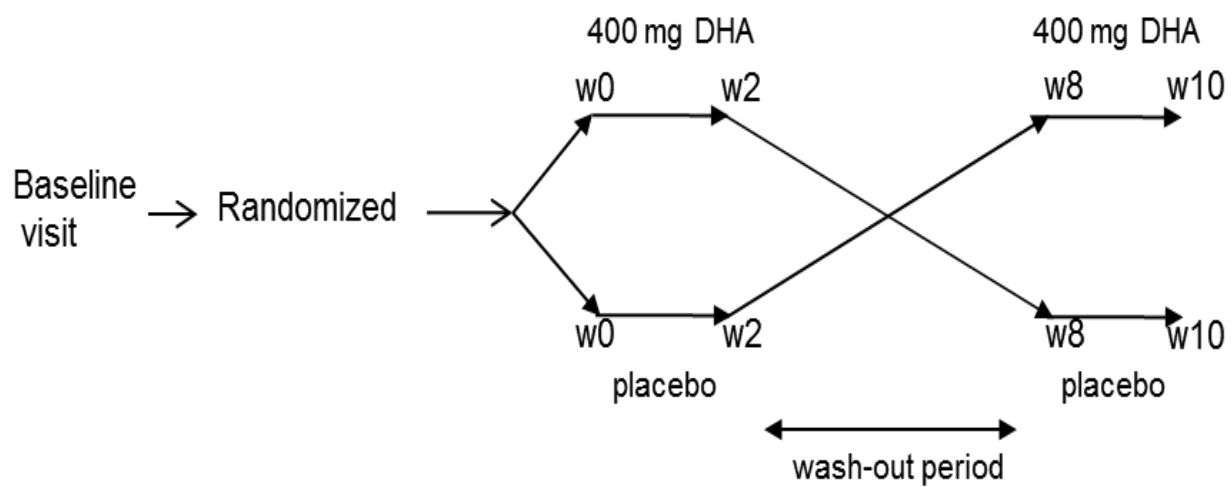 400 mg DHA
400 mg DHA
w0
w2
w8
w10
Baseline
visit
Randomized
w0
w2
w8
w10
placebo
placebo
wash-out period